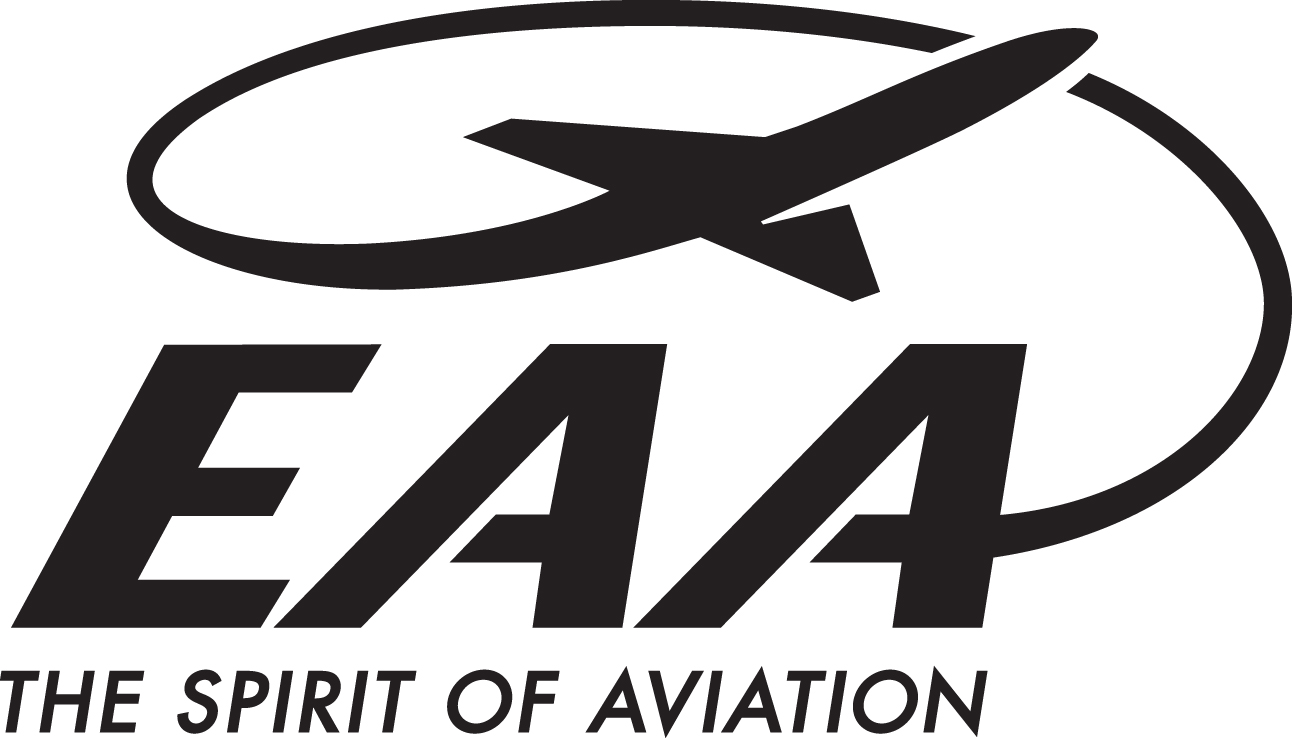 EAA
THE SPIRIT OF AVIATION